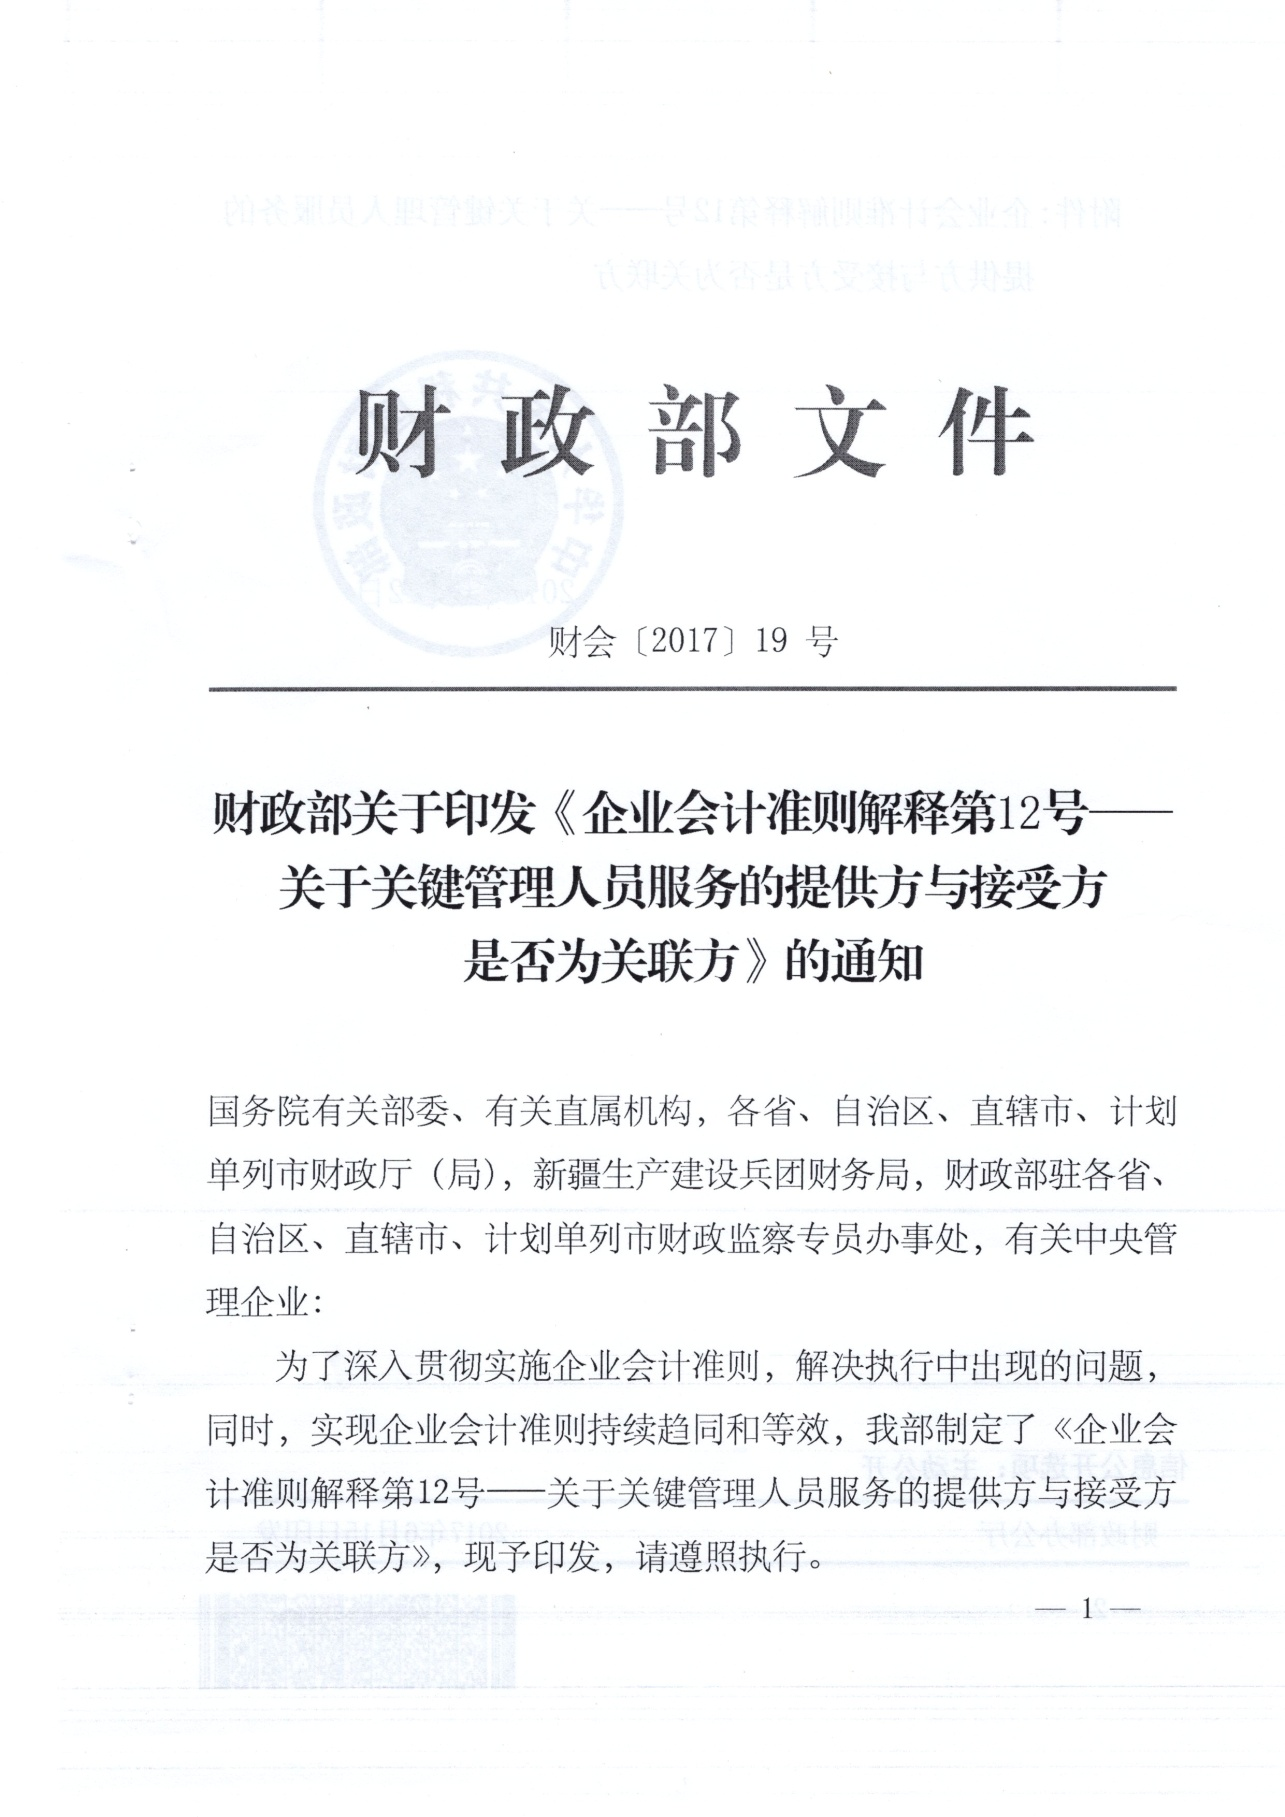 财政部文件
财会〔2017〕19 号
财政部关于印发《企业会计准则解释第12号——
关于关键管理人员服务的提供方与接受方
是否为关联方》的通知
国务院有关部委、有关直属机构，各省、自治区、直辖市、计划
单列市财政厅（局），新疆生产建设兵团财务局，财政部驻各省、
自治区、直辖市、计划单列市财政监察专员办事处，有关中央管
理企业：
为了深入贯彻实施企业会计准则，解决执行中出现的问题，
同时，实现企业会计准则持续趋同和等效，我部制定了《企业会
计准则解释第12号——关于关键管理人员服务的提供方与接受方
是否为关联方》，现予印发，请遵照执行。
— 1 —